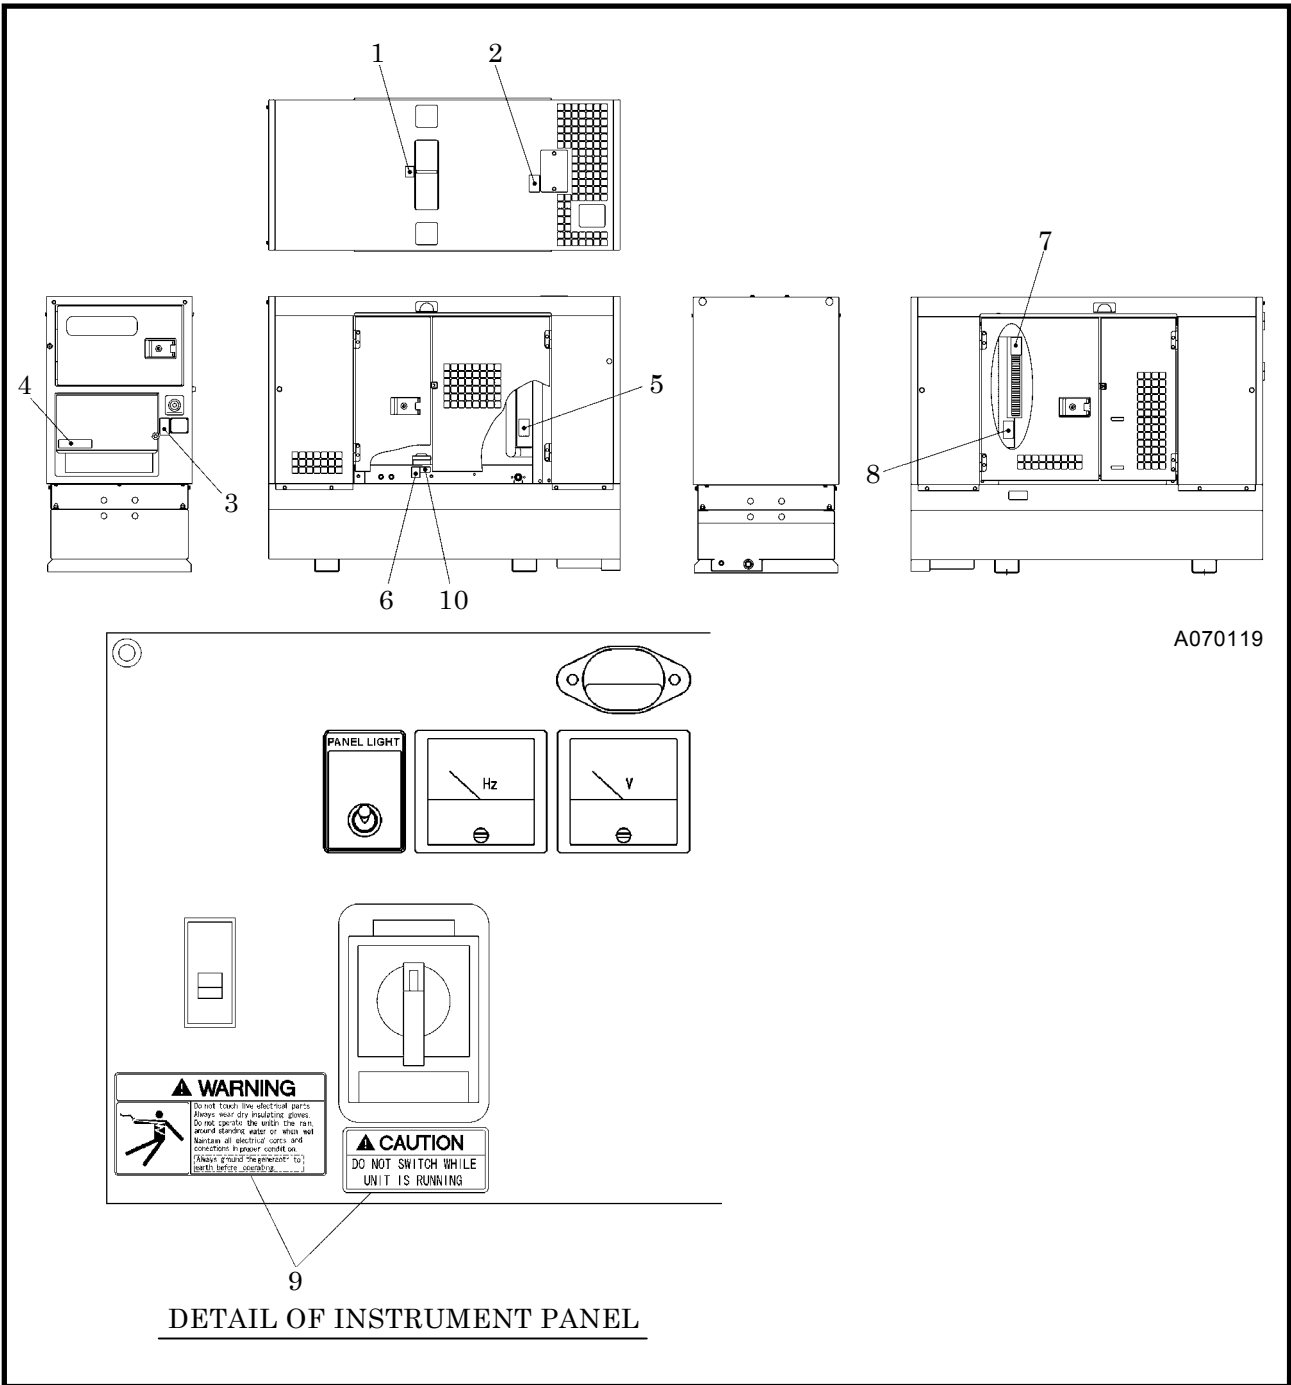 1
2
7
4
5
8
3
6
10
A070119
PANEL LIGHT
Hz
V
WARNING
Do not touch live electrical parts
Always wear dry insulating gloves.
Do not operate the unitin the rain,
around standing water or when wet
Maintain all electrical cords and
conections in proper condition.
Always ground the generator to
earth before operating.
CAUTION
DO NOT SWITCH WHILE
UNIT IS RUNNING
9
DETAIL OF INSTRUMENT PANEL